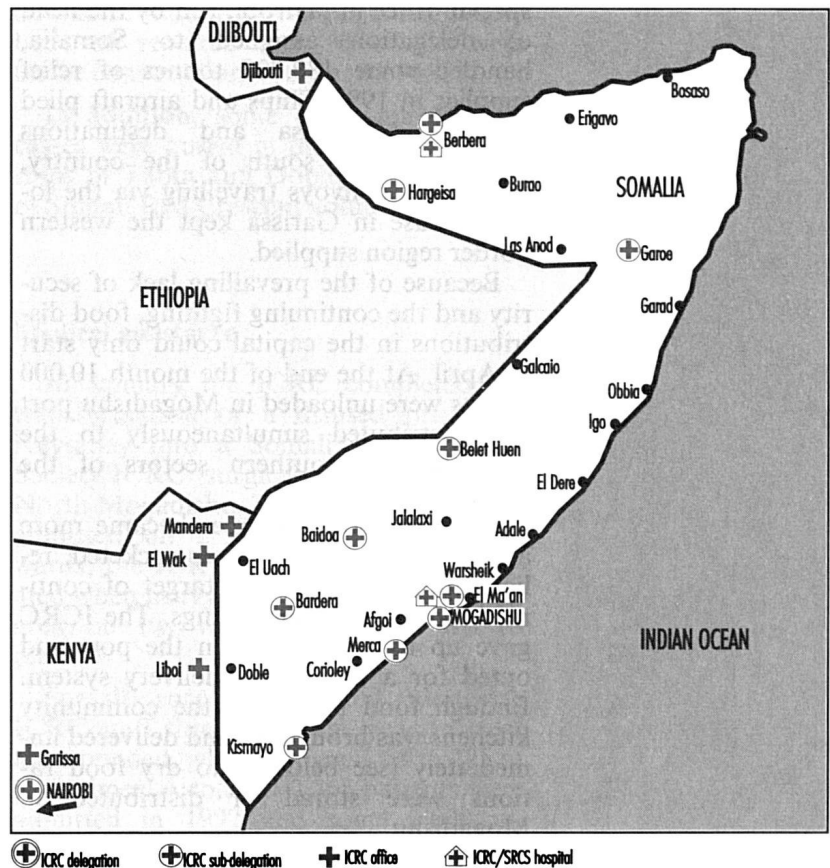 DJIBOUTI
Djibouti
Bosaso
Berbera
Erigavo
Hargeisa
Burao
SOMALIA
Las Anod
Garoe
ETHIOPIA
Garad
Galcaio
Obbia
Igo
Belet Huen
El Dere
Mandera
Jalalaxi
Baidoa
Adale
El Wak
El Uach
Warsheik
El Ma'an
Bardera
Afgoi
MOGADISHU
KENYA
Merca
INDIAN OCEAN
Liboi
Doble
Corioley
Kismayo
Garissa
NAIROBI
ICRC delegation ICRC sub-delegation ICRC office ICRC/SRCS hospital